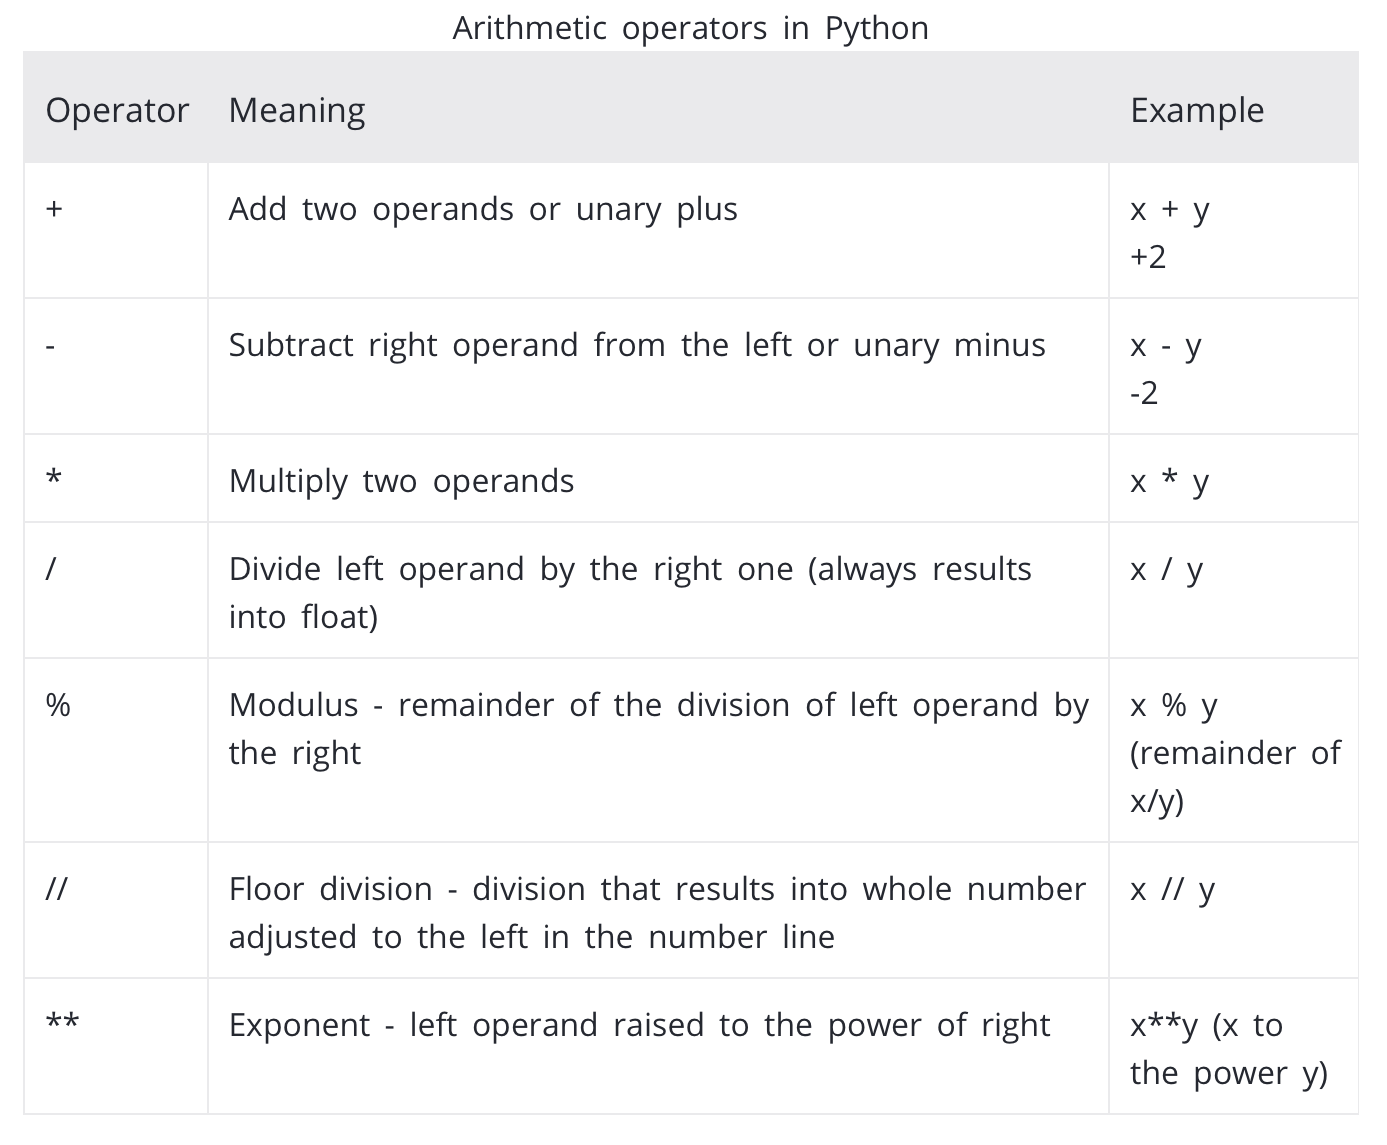 Arithmetic operators in Python
Operator Meaning Example
+ Add two operands or unary plus x + y
+2
- Subtract right operand from the left or unary minus x - y
-2
* Multiply two operands x * y
/ Divide left operand by the right one (always results x / y
into float)
% Modulus - remainder of the division of left operand by x % y
the right (remainder of
x/y)
// Floor division - division that results into whole number x // y
adjusted to the left in the number line
** Exponent - left operand raised to the power of right x**y (x to
the power y)